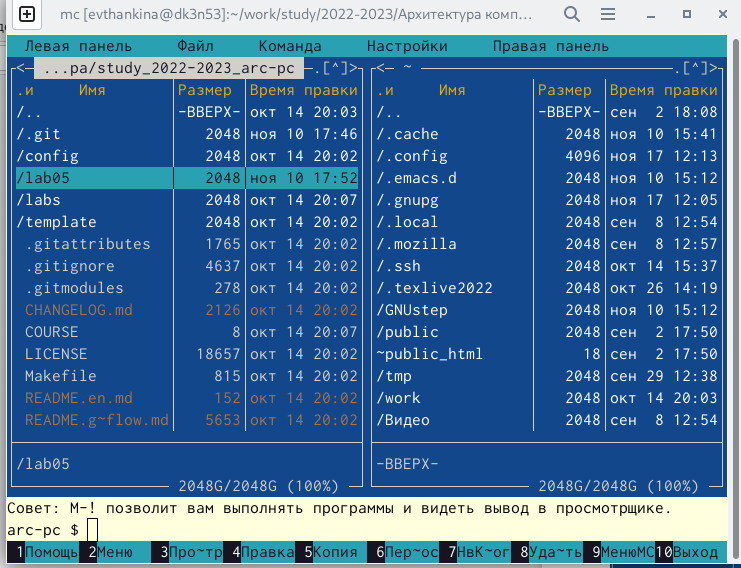 mc [evthankina@dk3n53]:~/work/study/2022-2023/Архитектура комп...
Левая панель Файл Команда Настройки Правая панель
<— ...pa/study_2022-2023_arc-pc —.[^]> <— ~ —.[^]>
.и Имя Размер Время правки .и Имя Размер Время правки
/.. -ВВЕРХ- окт 14 20:03 /.. -ВВЕРХ- сен 2 18:08
/.git 2048 ноя 10 17:46 /.cache 2048 ноя 10 15:41
/config 2048 окт 14 20:02 /.config 4096 ноя 17 12:13
/lab05 2048 ноя 10 17:52 /.emacs.d 2048 ноя 10 15:12
/labs 2048 окт 14 20:07 /.gnupg 2048 ноя 17 12:05
/template 2048 окт 14 20:02 /.local 2048 сен 8 12:54
.gitattributes 1765 окт 14 20:02 /.mozilla 2048 сен 8 12:57
.gitignore 4637 окт 14 20:02 /.ssh 2048 окт 14 15:37
.gitmodules 278 окт 14 20:02 /.texlive2022 2048 окт 26 14:19
CHANGELOG.md 2126 окт 14 20:02 /GNUstep 2048 ноя 10 15:12
COURSE 8 окт 14 20:07 /public 2048 сен 2 17:50
LICENSE 18657 окт 14 20:02 ~public_html 18 сен 2 17:50
Makefile 815 окт 14 20:02 /tmp 2048 сен 29 12:38
README.en.md 152 окт 14 20:02 /work 2048 окт 14 20:03
README.g~flow.md 5653 окт 14 20:02 /Видео 2048 сен 8 12:54
/lab05 -ВВЕРХ-
2048G/2048G (100%) 2048G/2048G (100%)
Совет: M-! позволит вам выполнять программы и видеть вывод в просмотрщике.
arc-pc $
1Помощь 2Меню 3Про~тр 4Правка 5Копия 6Пер~ос 7НвК~ог 8Уда~ть 9МенюMC 10Выход